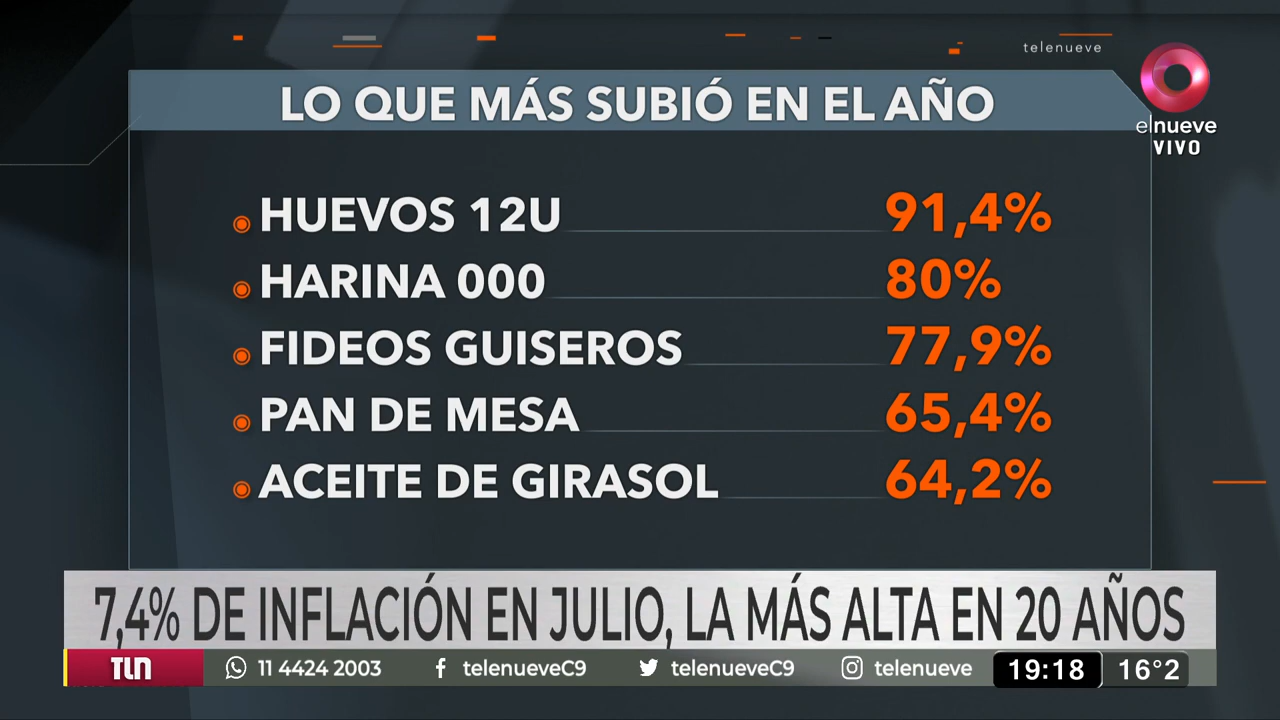 telenueve
elnueve
VIVO
LO QUE MÁS SUBIÓ EN EL AÑO
HUEVOS 12U 91,4%
HARINA 000 80%
FIDEOS GUISEROS 77,9%
PAN DE MESA 65,4%
ACEITE DE GIRASOL 64,2%
7,4% DE INFLACIÓN EN JULIO, LA MÁS ALTA EN 20 AÑOS
TLN 11 4424 2003 telenueveC9 telenueveC9 telenueve 19:18 16°2